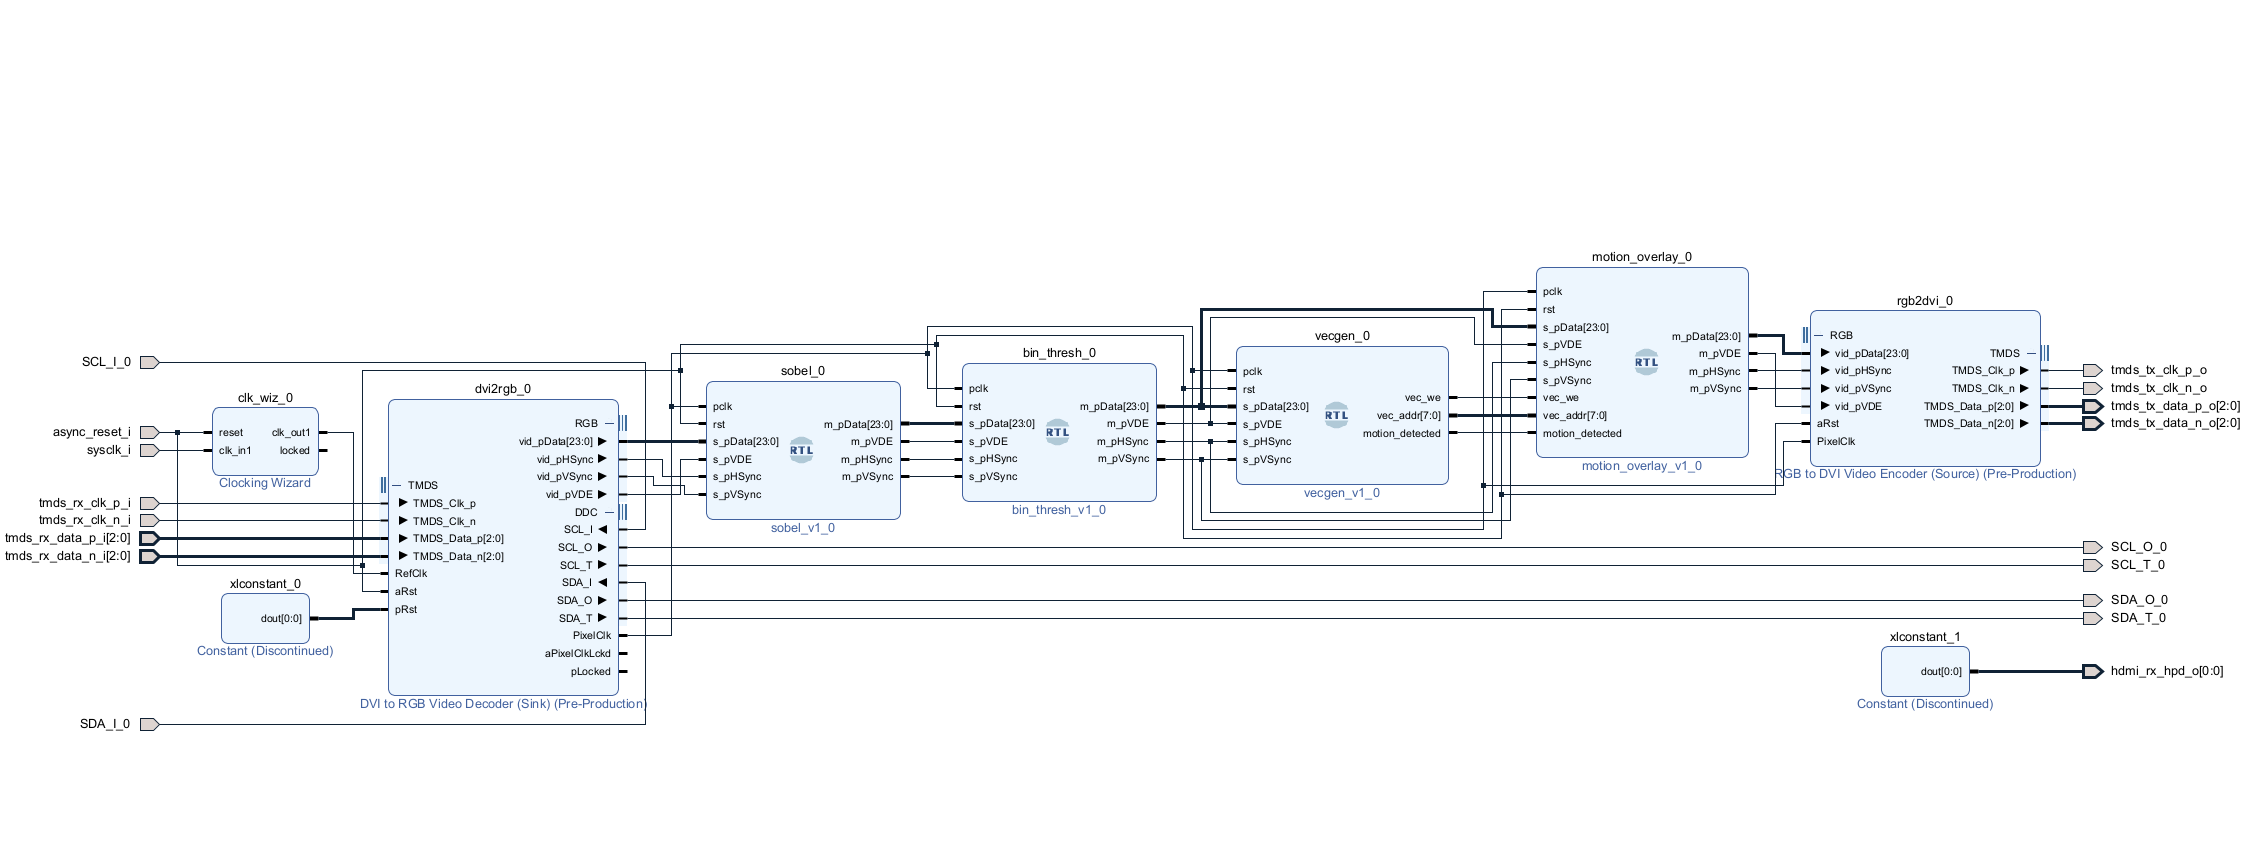 SCL_I_0
async_reset_i
sysclk_i
tmds_rx_clk_p_i
tmds_rx_clk_n_i
tmds_rx_data_p_i[2:0]
tmds_rx_data_n_i[2:0]
SDA_I_0
clk_wiz_0
reset
clk_in1
clk_out1
locked
Clocking Wizard
xlconstant_0
dout[0:0]
Constant (Discontinued)
dvi2rgb_0
TMDS
TMDS_Clk_p
TMDS_Clk_n
TMDS_Data_p[2:0]
TMDS_Data_n[2:0]
RefClk
aRst
pRst
RGB
vid_pData[23:0]
vid_pHSync
vid_pVSync
vid_pVDE
DDC
SCL_I
SCL_O
SCL_T
SDA_I
SDA_O
SDA_T
PixelClk
aPixelClkLckd
pLocked
DVI to RGB Video Decoder (Sink) (Pre-Production)
sobel_0
pclk
rst
s_pData[23:0]
s_pVDE
s_pHSync
s_pVSync
RTL
m_pData[23:0]
m_pVDE
m_pHSync
m_pVSync
sobel_v1_0
bin_thresh_0
pclk
rst
s_pData[23:0]
s_pVDE
s_pHSync
s_pVSync
RTL
m_pData[23:0]
m_pVDE
m_pHSync
m_pVSync
bin_thresh_v1_0
vecgen_0
pclk
rst
s_pData[23:0]
s_pVDE
s_pHSync
s_pVSync
RTL
vec_we
vec_addr[7:0]
motion_detected
vecgen_v1_0
motion_overlay_0
pclk
rst
s_pData[23:0]
s_pVDE
s_pHSync
s_pVSync
vec_we
vec_addr[7:0]
motion_detected
RTL
m_pData[23:0]
m_pVDE
m_pHSync
m_pVSync
motion_overlay_v1_0
rgb2dvi_0
RGB
vid_pData[23:0]
vid_pHSync
vid_pVSync
vid_pVDE
aRst
PixelClk
TMDS
TMDS_Clk_p
TMDS_Clk_n
TMDS_Data_p[2:0]
TMDS_Data_n[2:0]
RGB to DVI Video Encoder (Source) (Pre-Production)
xlconstant_1
dout[0:0]
Constant (Discontinued)
tmds_tx_clk_p_o
tmds_tx_clk_n_o
tmds_tx_data_p_o[2:0]
tmds_tx_data_n_o[2:0]
SCL_O_0
SCL_T_0
SDA_O_0
SDA_T_0
hdmi_rx_hpd_o[0:0]